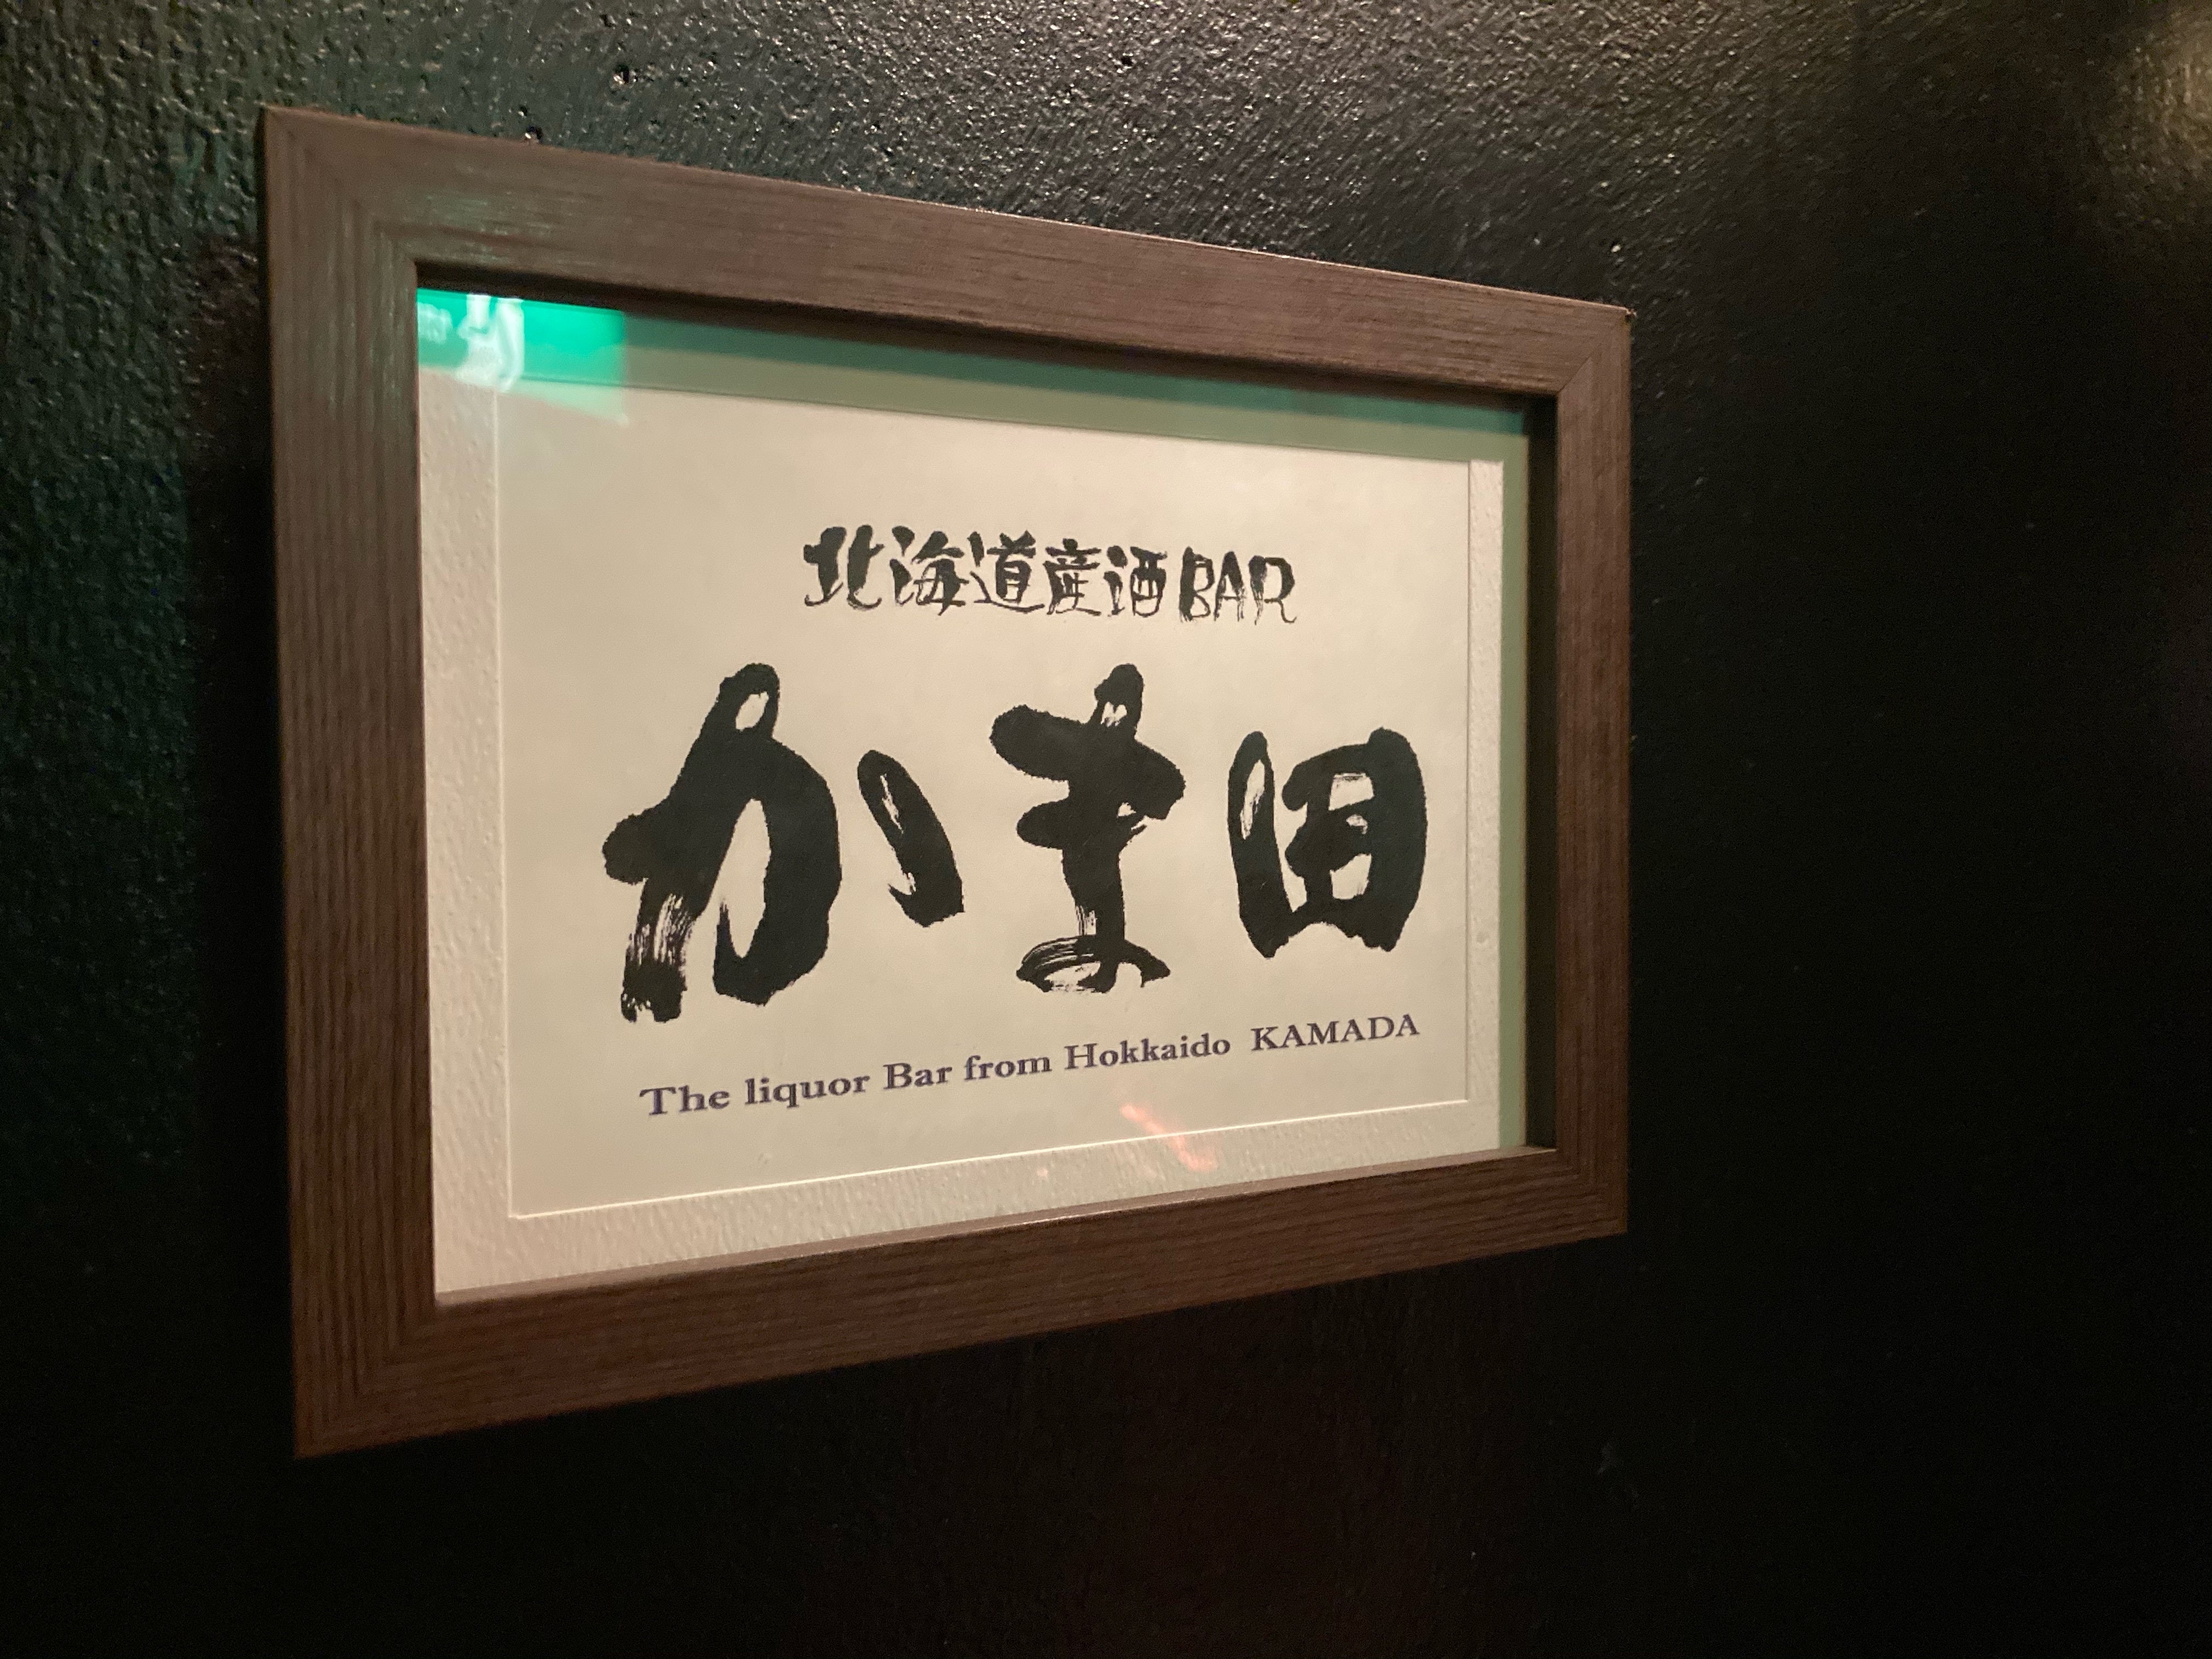 北海道産酒BAR
かま田
The liquor Bar from Hokkaido KAMADA